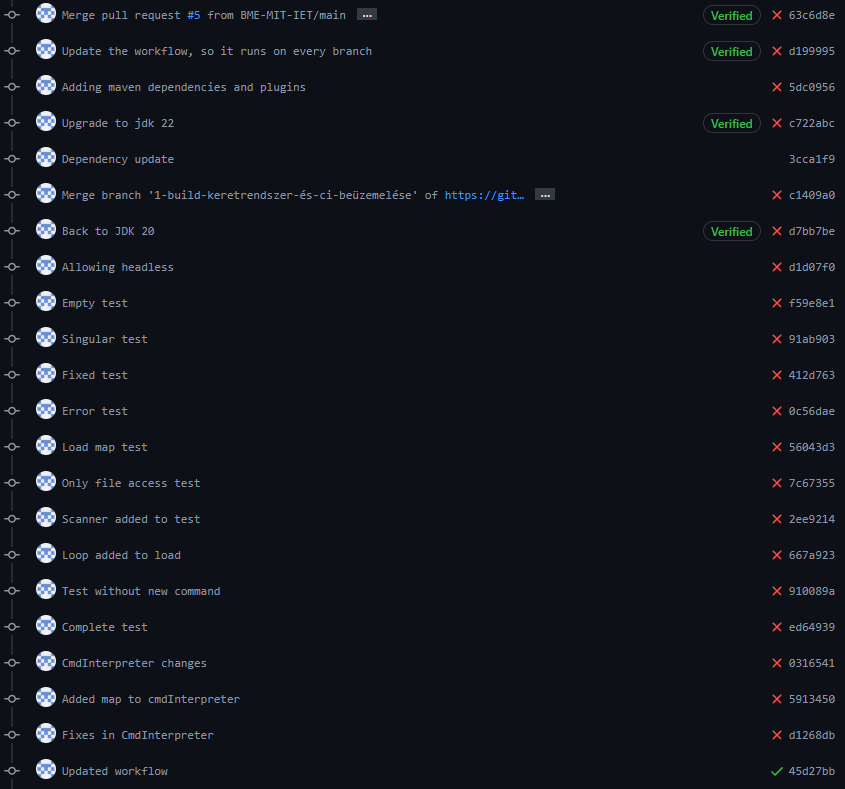 Merge pull request #5 from BME-MIT-IET/main … Verified 63c6d8e
Update the workflow, so it runs on every branch Verified d199995
Adding maven dependencies and plugins 5dc0956
Upgrade to jdk 22 Verified c722abc
Dependency update 3cca1f9
Merge branch '1-build-keretrendszer-és-ci-beüzemelése' of https://git… … c1409a0
Back to JDK 20 Verified d7bb7be
Allowing headless d1d07f0
Empty test f59e8e1
Singular test 91ab903
Fixed test 412d763
Error test 0c56dae
Load map test 56043d3
Only file access test 7c67355
Scanner added to test 2ee9214
Loop added to load 667a923
Test without new command 910089a
Complete test ed64939
CmdInterpreter changes 0316541
Added map to cmdInterpreter 5913450
Fixes in CmdInterpreter d1268db
Updated workflow 45d27bb